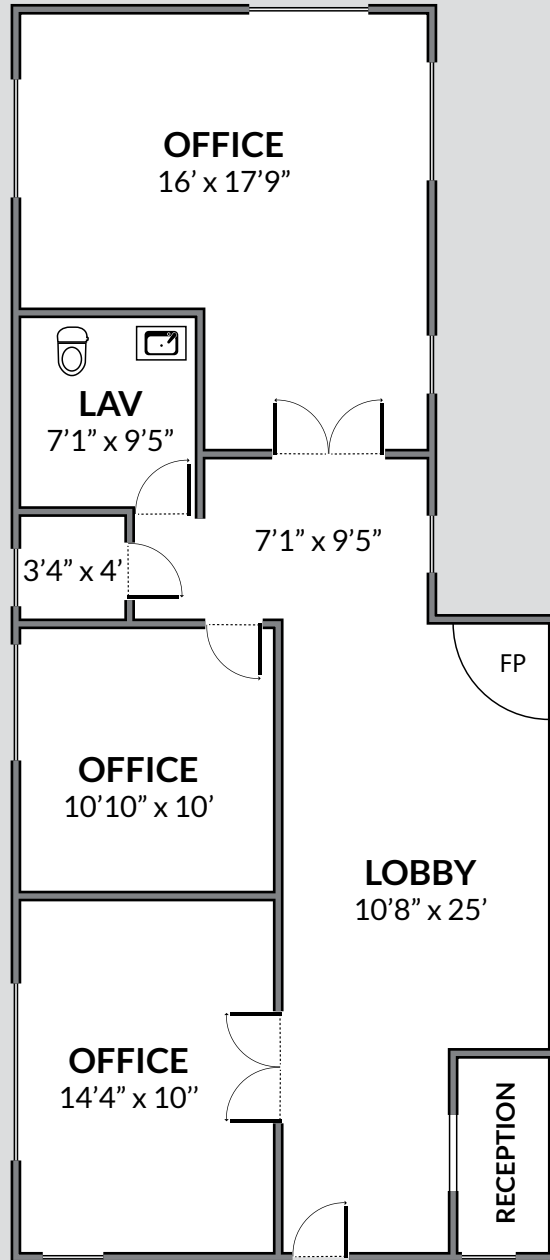 OFFICE
16’ x 17’9”
LAV
7’1” x 9’5”
7’1” x 9’5”
3’4” x 4’
FP
OFFICE
10’10” x 10’
LOBBY
10’8” x 25’
OFFICE
14’4” x 10’’
RECEPTION